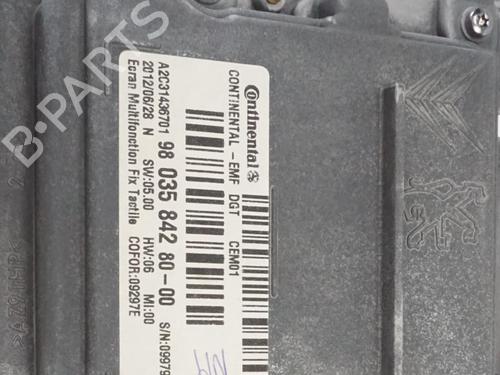 Continental
CONTINENTAL - EMF DGT CEM01
A2C31436701
98 035 842 80-00
2012/06/28 N SW:05.00 HW:06 MI:00 S/N:09979
Ecran Multifonction Fix Tactile COFOR:09297E
B-PARTS